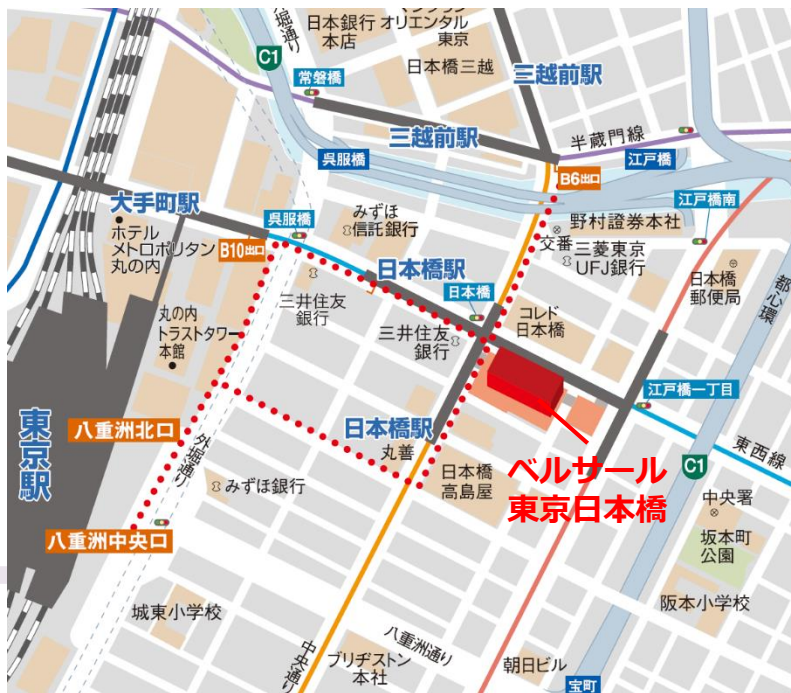 外堀通り
日本銀行
本店
マンダリン
オリエンタル
東京
C1
常磐橋
日本橋三越
三越前駅
三越前駅
半蔵門線
呉服橋
江戸橋
B6出口
大手町駅
ホテル
メトロポリタン
丸の内
呉服橋
B10出口
みずほ
信託銀行
交番
野村證券本社
江戸橋南
三菱東京
UFJ銀行
日本橋
郵便局
都心環
日本橋駅
日本橋
コレド
日本橋
三井住友
銀行
三井住友
銀行
丸の内
トラストタワー
本館
江戸橋一丁目
東京駅
八重洲北口
外堀通り
日本橋駅
丸善
日本橋
高島屋
ベルサール
東京日本橋
東西線
C1
みずほ銀行
八重洲中央口
中央署
坂本町
公園
阪本小学校
城東小学校
八重洲通り
中央通り
ブリヂストン
本社
朝日ビル
宝町